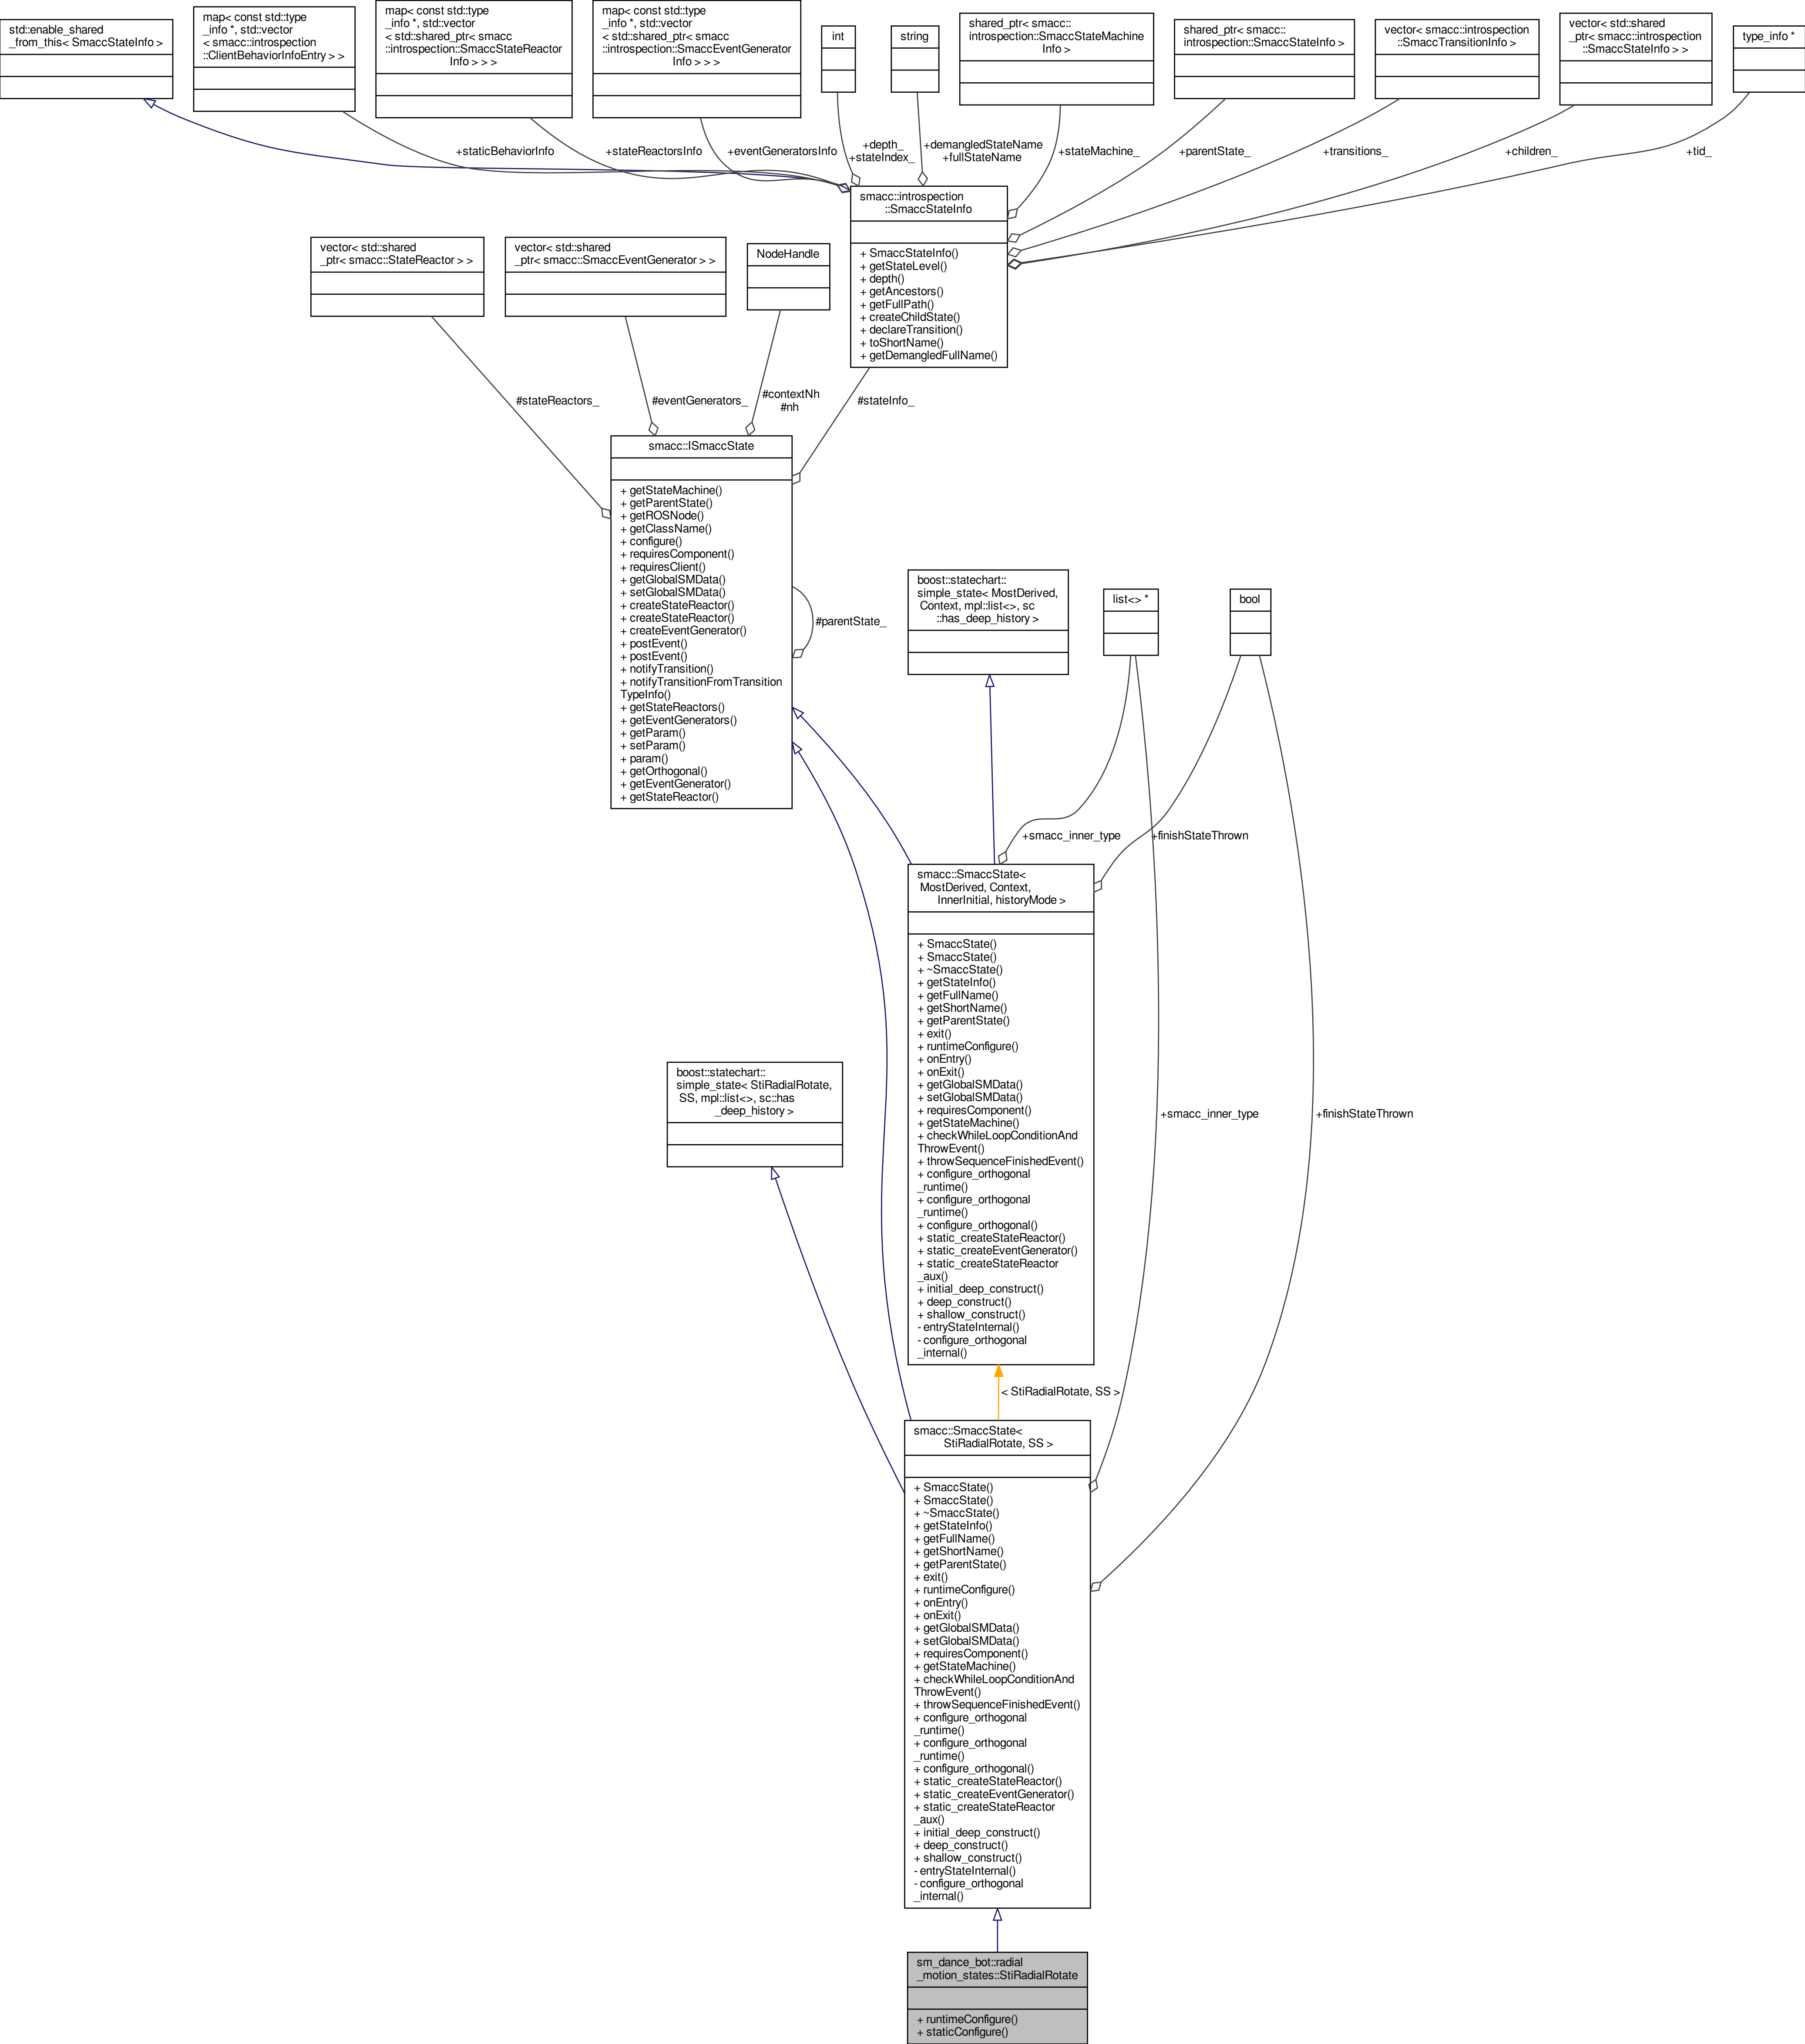 std::enable_shared
_from_this< SmaccStateInfo >
map< const std::type
_info *, std::vector
< smacc::introspection
::ClientBehaviorInfoEntry > >
map< const std::type
_info *, std::vector
< std::shared_ptr< smacc
::introspection::SmaccStateReactor
Info > > >
map< const std::type
_info *, std::vector
< std::shared_ptr< smacc
::introspection::SmaccEventGenerator
Info > > >
int
string
shared_ptr< smacc::
introspection::SmaccStateMachine
Info >
shared_ptr< smacc::
introspection::SmaccStateInfo >
vector< smacc::introspection
::SmaccTransitionInfo >
vector< std::shared
_ptr< smacc::introspection
::SmaccStateInfo > >
type_info *
+staticBehaviorInfo
+stateReactorsInfo
+eventGeneratorsInfo
+depth_
+stateIndex_
+demangledStateName
+fullStateName
+stateMachine_
+parentState_
+transitions_
+children_
+tid_
smacc::introspection
::SmaccStateInfo
+ SmaccStateInfo()
+ getStateLevel()
+ depth()
+ getAncestors()
+ getFullPath()
+ createChildState()
+ declareTransition()
+ toShortName()
+ getDemangledFullName()
vector< std::shared
_ptr< smacc::StateReactor > >
vector< std::shared
_ptr< smacc::SmaccEventGenerator > >
NodeHandle
#stateReactors_
#eventGenerators_
#contextNh
#nh
#stateInfo_
smacc::ISmaccState
+ getStateMachine()
+ getParentState()
+ getROSNode()
+ getClassName()
+ configure()
+ requiresComponent()
+ requiresClient()
+ getGlobalSMData()
+ setGlobalSMData()
+ createStateReactor()
+ createStateReactor()
+ createEventGenerator()
+ postEvent()
+ postEvent()
+ notifyTransition()
+ notifyTransitionFromTransition
TypeInfo()
+ getStateReactors()
+ getEventGenerators()
+ getParam()
+ setParam()
+ param()
+ getOrthogonal()
+ getEventGenerator()
+ getStateReactor()
#parentState_
boost::statechart::
simple_state< MostDerived,
Context, mpl::list<>, sc
::has_deep_history >
list<> *
bool
+smacc_inner_type
+finishStateThrown
smacc::SmaccState<
MostDerived, Context,
InnerInitial, historyMode >
+ SmaccState()
+ SmaccState()
+ ~SmaccState()
+ getStateInfo()
+ getFullName()
+ getShortName()
+ getParentState()
+ exit()
+ runtimeConfigure()
+ onEntry()
+ onExit()
+ getGlobalSMData()
+ setGlobalSMData()
+ requiresComponent()
+ getStateMachine()
+ checkWhileLoopConditionAnd
ThrowEvent()
+ throwSequenceFinishedEvent()
+ configure_orthogonal
_runtime()
+ configure_orthogonal
_runtime()
+ configure_orthogonal()
+ static_createStateReactor()
+ static_createEventGenerator()
+ static_createStateReactor
_aux()
+ initial_deep_construct()
+ deep_construct()
+ shallow_construct()
- entryStateInternal()
- configure_orthogonal
_internal()
boost::statechart::
simple_state< StiRadialRotate,
SS, mpl::list<>, sc::has
_deep_history >
+smacc_inner_type
+finishStateThrown
< StiRadialRotate, SS >
smacc::SmaccState<
StiRadialRotate, SS >
+ SmaccState()
+ SmaccState()
+ ~SmaccState()
+ getStateInfo()
+ getFullName()
+ getShortName()
+ getParentState()
+ exit()
+ runtimeConfigure()
+ onEntry()
+ onExit()
+ getGlobalSMData()
+ setGlobalSMData()
+ requiresComponent()
+ getStateMachine()
+ checkWhileLoopConditionAnd
ThrowEvent()
+ throwSequenceFinishedEvent()
+ configure_orthogonal
_runtime()
+ configure_orthogonal
_runtime()
+ configure_orthogonal()
+ static_createStateReactor()
+ static_createEventGenerator()
+ static_createStateReactor
_aux()
+ initial_deep_construct()
+ deep_construct()
+ shallow_construct()
- entryStateInternal()
- configure_orthogonal
_internal()
sm_dance_bot::radial
_motion_states::StiRadialRotate
+ runtimeConfigure()
+ staticConfigure()